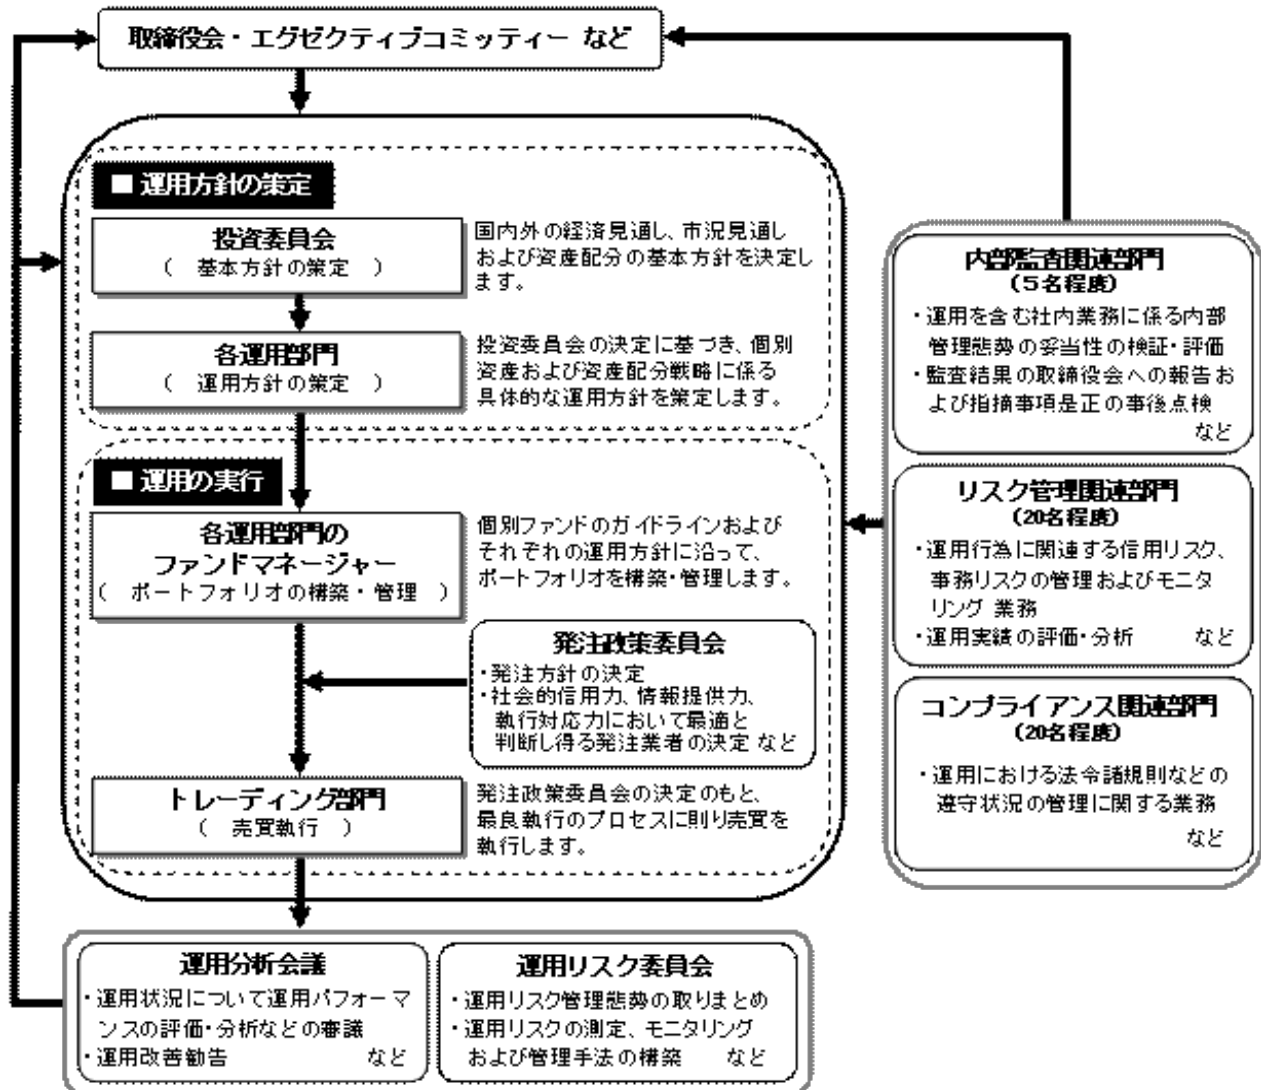 取締役会・エグゼクティブコミッティー など
■ 運用方針の策定
投資委員会
（ 基本方針の策定 ）
国内外の経済見通し、市況見通し
および資産配分の基本方針を決定し
ます。
各運用部門
（ 運用方針の策定 ）
投資委員会の決定に基づき、個別
資産および資産配分戦略に係る
具体的な運用方針を策定します。
■ 運用の実行
各運用部門の
ファンドマネージャー
（ ポートフォリオの構築・管理 ）
個別ファンドのガイドラインおよび
それぞれの運用方針に沿って、
ポートフォリオを構築・管理します。
発注政策委員会
・発注方針の決定
・社会的信用力、情報提供力、
執行対応力において最適と
判断し得る発注業者の決定 など
トレーディング部門
（ 売買執行 ）
発注政策委員会の決定のもと、
最良執行のプロセスに則り売買を
執行します。
内部監査関連部門
（５名程度）
・運用を含む社内業務に係る内部
管理態勢の妥当性の検証・評価
・監査結果の取締役会への報告お
よび指摘事項是正の事後点検
など
リスク管理関連部門
（20名程度）
・運用行為に関連する信用リスク、
事務リスクの管理およびモニタ
リング 業務
・運用実績の評価・分析 など
コンプライアンス関連部門
（20名程度）
・運用における法令諸規則などの
遵守状況の管理に関する業務
など
運用分析会議
・運用状況について運用パフォーマ
ンスの評価・分析などの審議
・運用改善勧告 など
運用リスク委員会
・運用リスク管理態勢の取りまとめ
・運用リスクの測定、モニタリング
および管理手法の構築 など